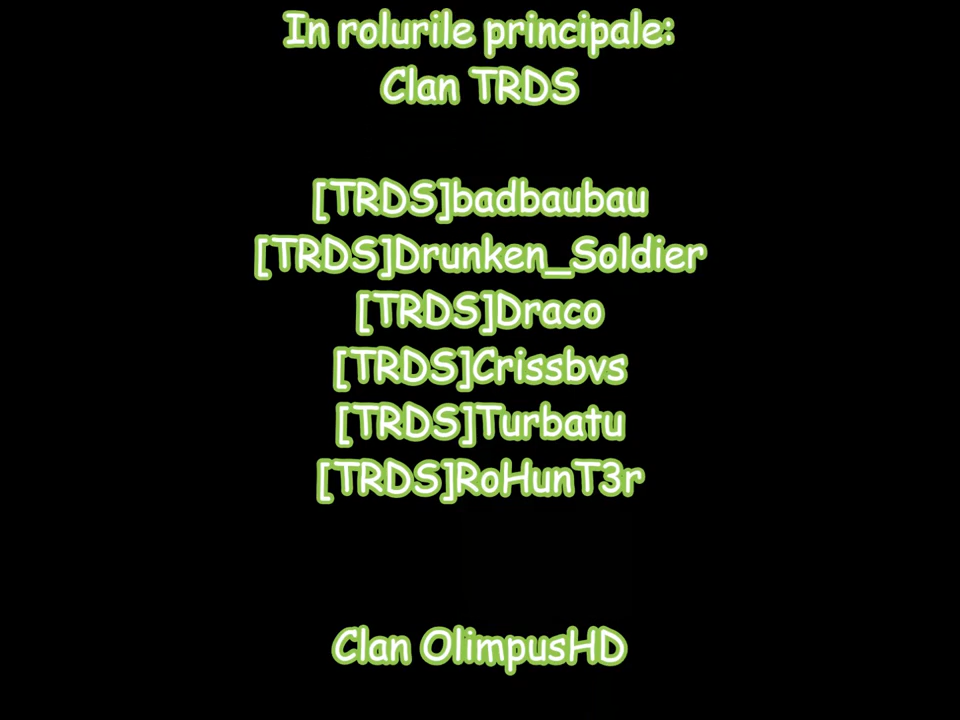 In rolurile principale:
Clan TRDS
[TRDS]badbaubau
[TRDS]Drunken_Soldier
[TRDS]Draco
[TRDS]Crissbvs
[TRDS]Turbatu
[TRDS]RoHunT3r
Clan OlimpusHD